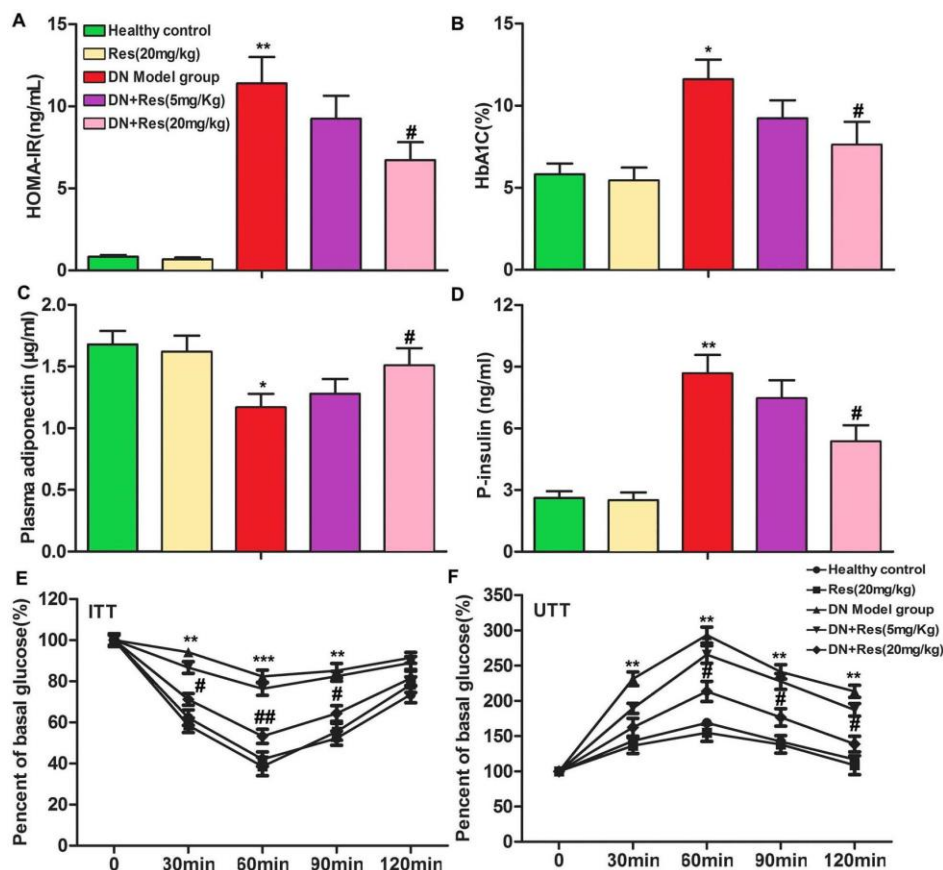 A
HOMA-IR(ng/mL)
15
10
5
0
Healthy control
Res(20mg/kg)
DN Model group
DN+Res(5mg/Kg)
DN+Res(20mg/kg)
**
#
B
HbA1C(%)
15
10
5
0
*
#
C
Plasma adiponectin (μg/ml)
2.0
1.5
1.0
0.5
0.0
*
#
D
P-insulin (ng/ml)
12
9
6
3
0
**
#
E
ITT
Pencent of basal glucose(%)
120
100
80
60
40
20
0
**
***
**
#
##
#
0 30min 60min 90min 120min
F
UTT
Pencent of basal glucose(%)
350
300
250
200
150
100
50
0
Healthy control
Res(20mg/kg)
DN Model group
DN+Res(5mg/Kg)
DN+Res(20mg/kg)
**
**
**
**
#
#
#
0 30min 60min 90min 120min